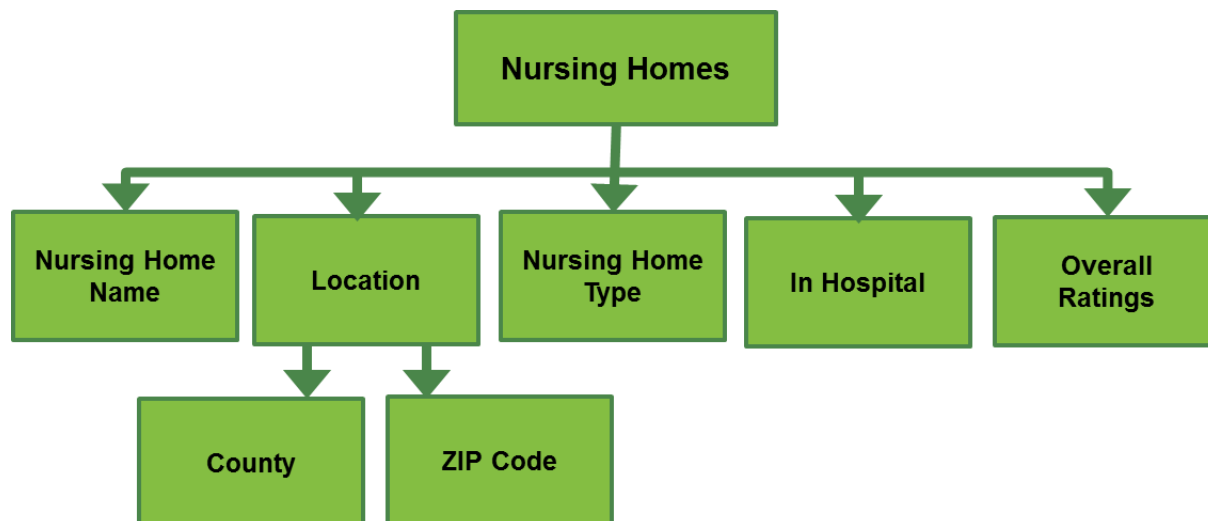 Nursing Homes
Nursing Home
Name
Location
Nursing Home
Type
In Hospital
Overall
Ratings
County
ZIP Code